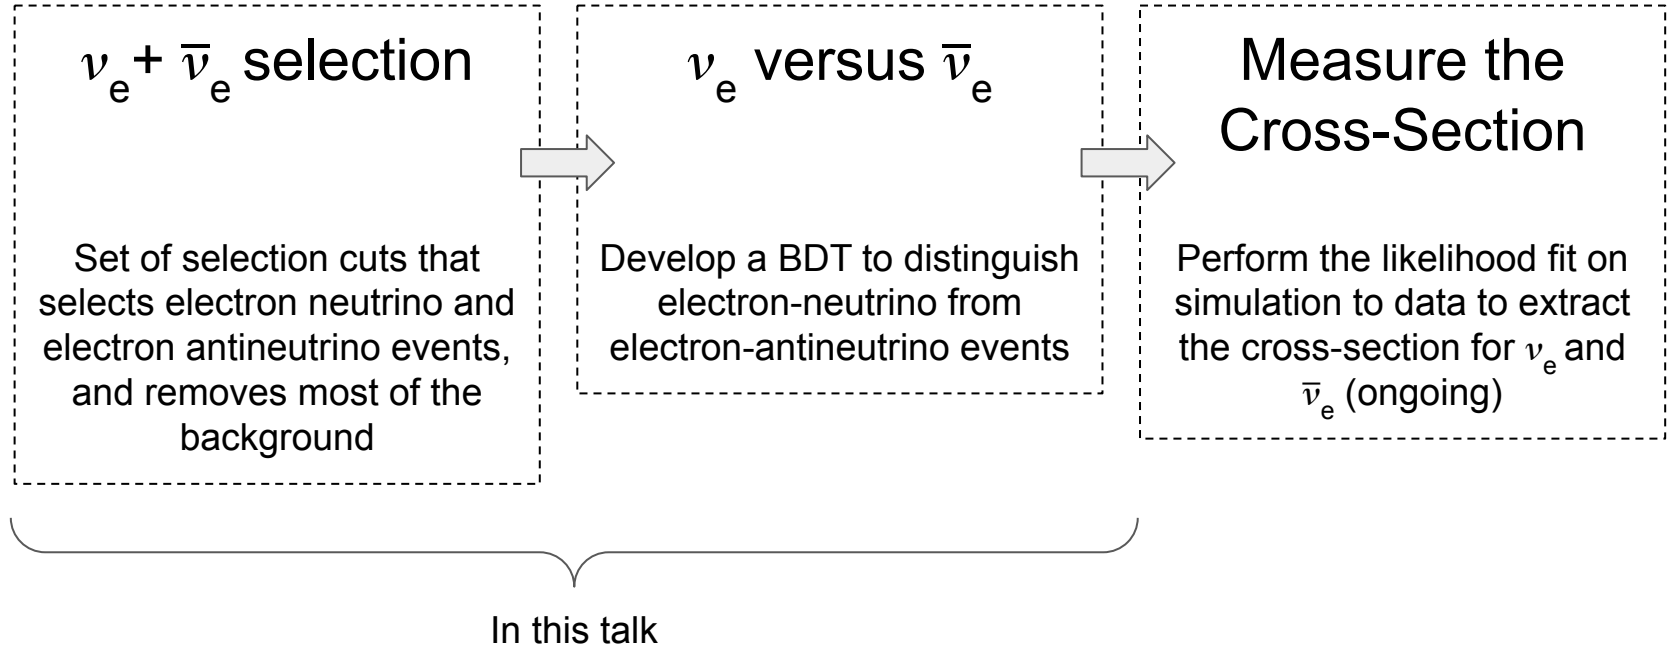 νe+ ν̅e selection
Set of selection cuts that
selects electron neutrino and
electron antineutrino events,
and removes most of the
background
νe versus ν̅e
Develop a BDT to distinguish
electron-neutrino from
electron-antineutrino events
Measure the
Cross-Section
Perform the likelihood fit on
simulation to data to extract
the cross-section for νe and
ν̅e (ongoing)
In this talk